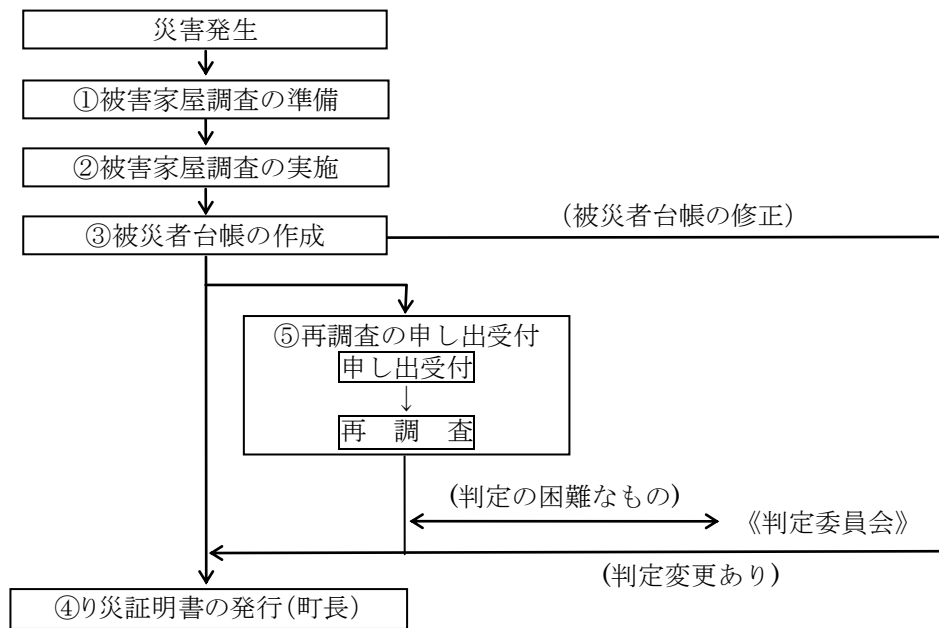 災害発生
①被害家屋調査の準備
②被害家屋調査の実施
③被災者台帳の作成
(被災者台帳の修正)
⑤再調査の申し出受付
申し出受付
↓
再　調　査
(判定の困難なもの)
《判定委員会》
(判定変更あり)
④り災証明書の発行(町長)